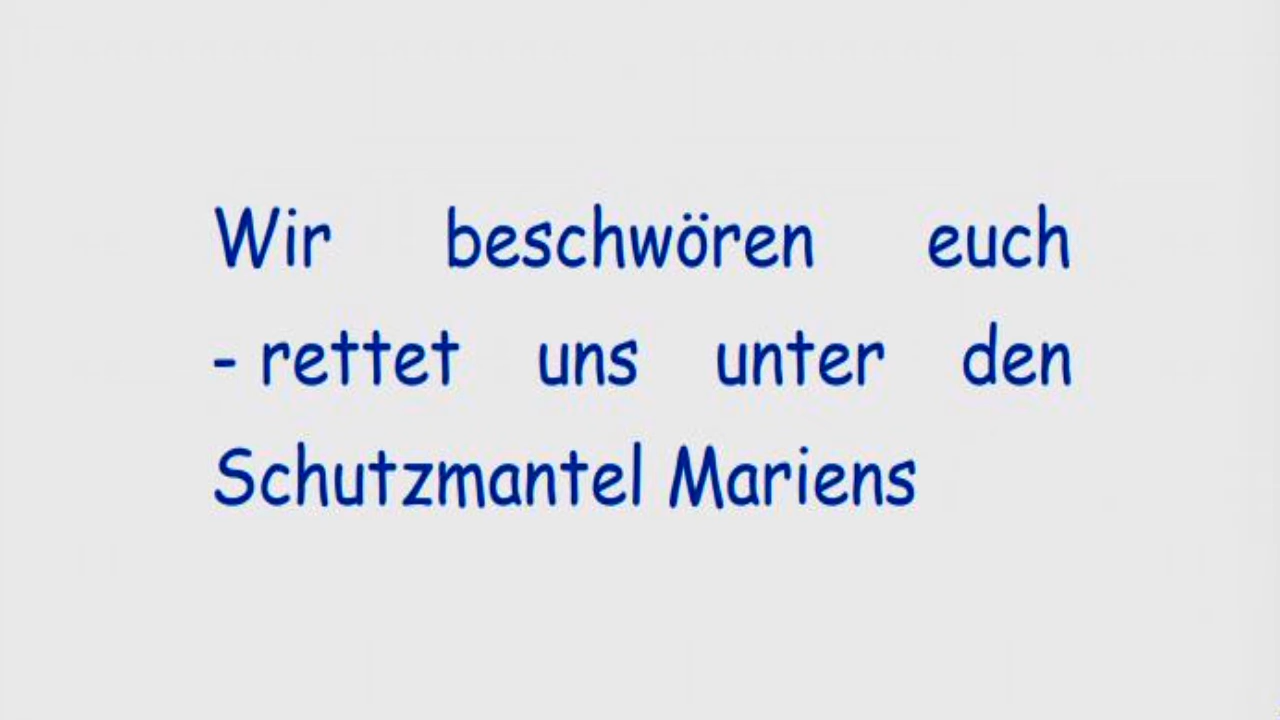 Wir beschwören euch
- rettet uns unter den
Schutzmantel Mariens